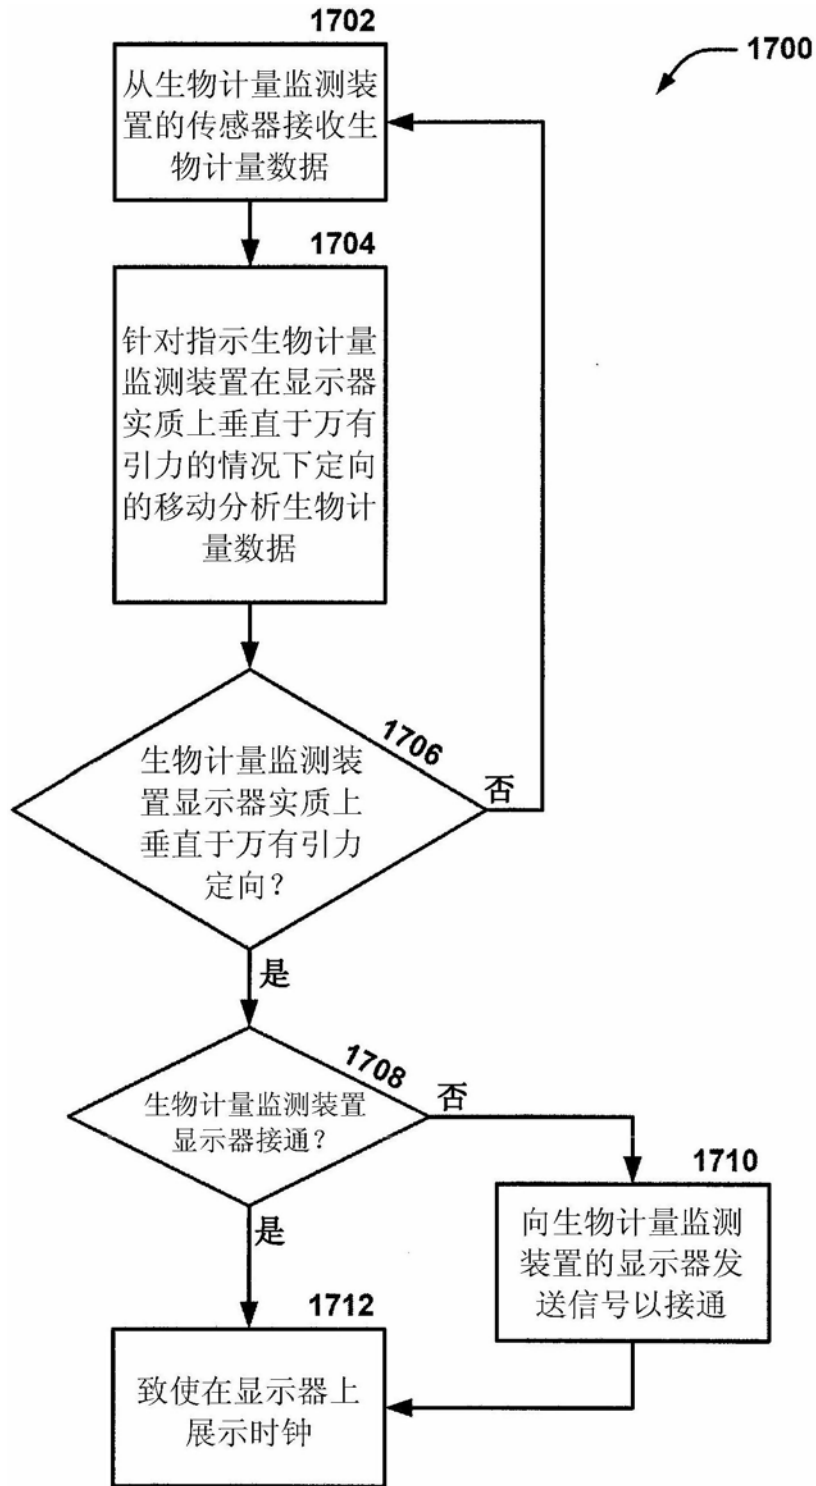 1702
1700
从生物计量监测装
置的传感器接收生
物计量数据
1704
针对指示生物计量
监测装置在显示器
实质上垂直于万有
引力的情况下定向
的移动分析生物计
量数据
1706
生物计量监测装
置显示器实质上
垂直于万有引力
定向？
否
是
1708
生物计量监测装置
显示器接通？
否
是
1710
向生物计量监测
装置的显示器发
送信号以接通
1712
致使在显示器上
展示时钟